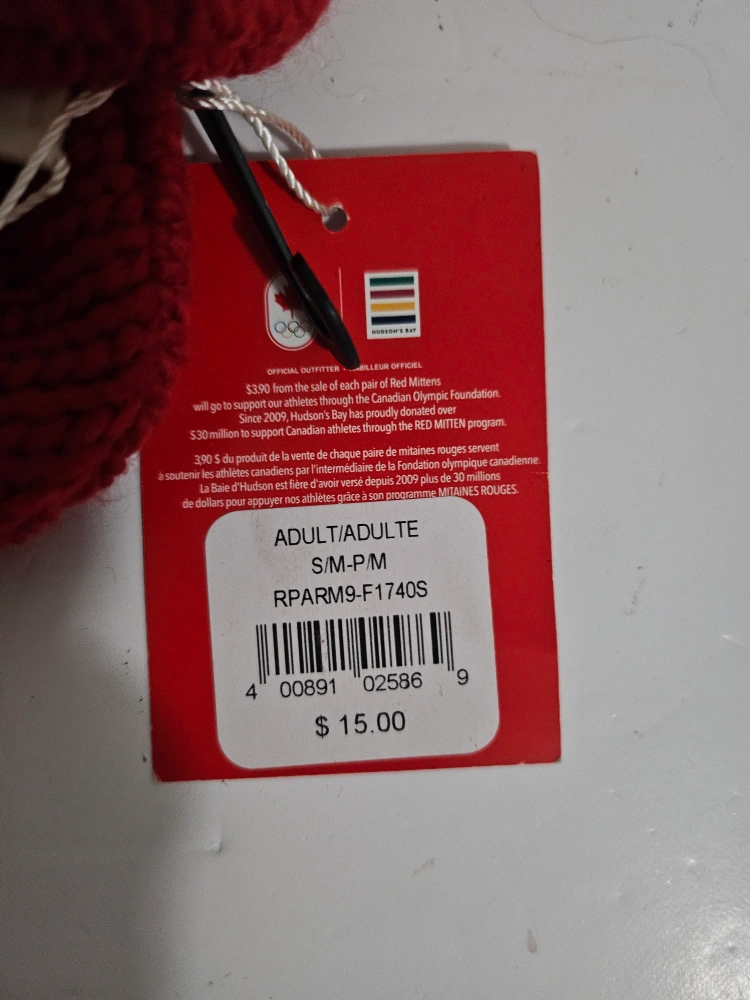 HUDSON'S BAY
OFFICIAL OUTFITTER BILLEUR OFFICIEL
$3.90 from the sale of each pair of Red Mittens
will go to support our athletes through the Canadian Olympic Foundation.
Since 2009, Hudson's Bay has proudly donated over
$30 million to support Canadian athletes through the RED MITTEN program.
3,90 $ du produit de la vente de chaque paire de mitaines rouges servent
à soutenir les athlètes canadiens par l'intermédiaire de la Fondation olympique canadienne.
La Baie d'Hudson est fière d'avoir versé depuis 2009 plus de 30 millions
de dollars pour appuyer nos athlètes grâce à son programme MITAINES ROUGES.
ADULT/ADULTE
S/M-P/M
RPARM9-F1740S
4 00891 02586 9
$ 15.00